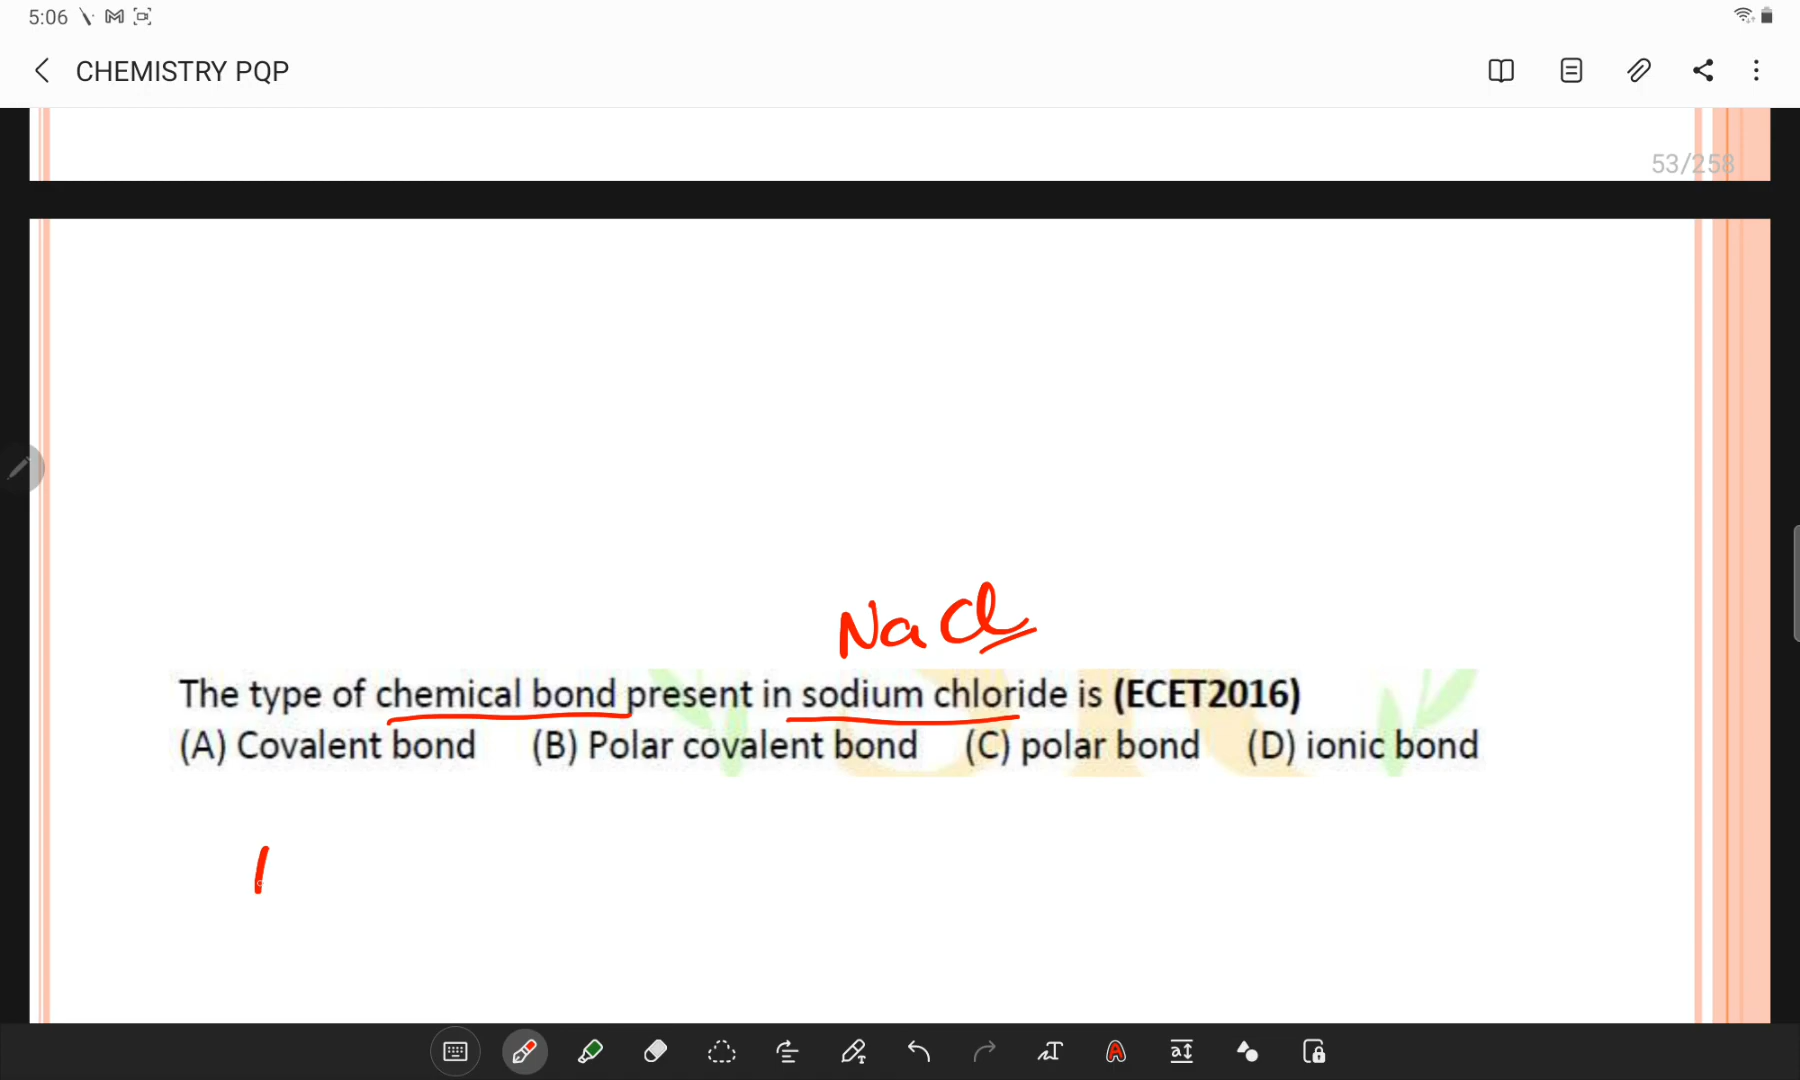 5:06
CHEMISTRY PQP
53/258
NaCl
The type of chemical bond present in sodium chloride is (ECET2016)
(A) Covalent bond (B) Polar covalent bond (C) polar bond (D) ionic bond